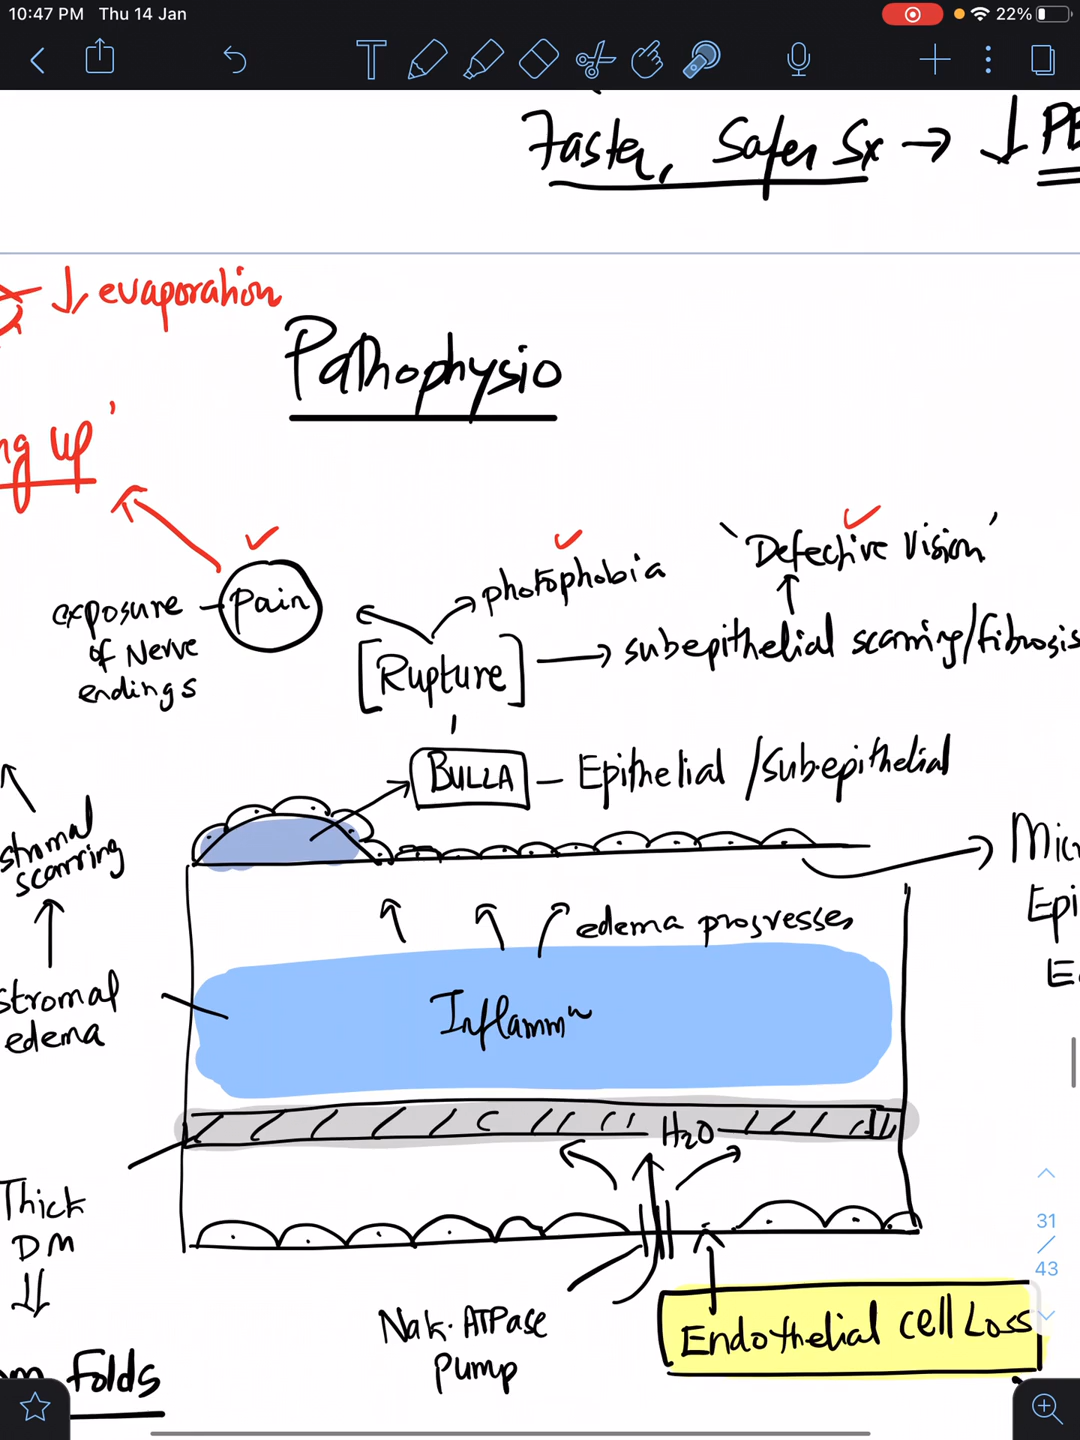 10:47 PM Thu 14 Jan
22%
Faster, Safer Sx → ↓ PB
↓ evaporation
Pathophysio
ng up'
'Defective Vision'
photophobia
Pain
exposure
of Nerve
endings
[Rupture] → subepithelial scarring/fibrosis
BULLA – Epithelial /Subepithelial
stromal
scarring
Mic
Epi
E
edema progresses
stromal
edema
Inflammⁿ
H2O
Thick
DM
31
/
43
Nak-ATPase
pump
Endothelial cell Loss
Folds